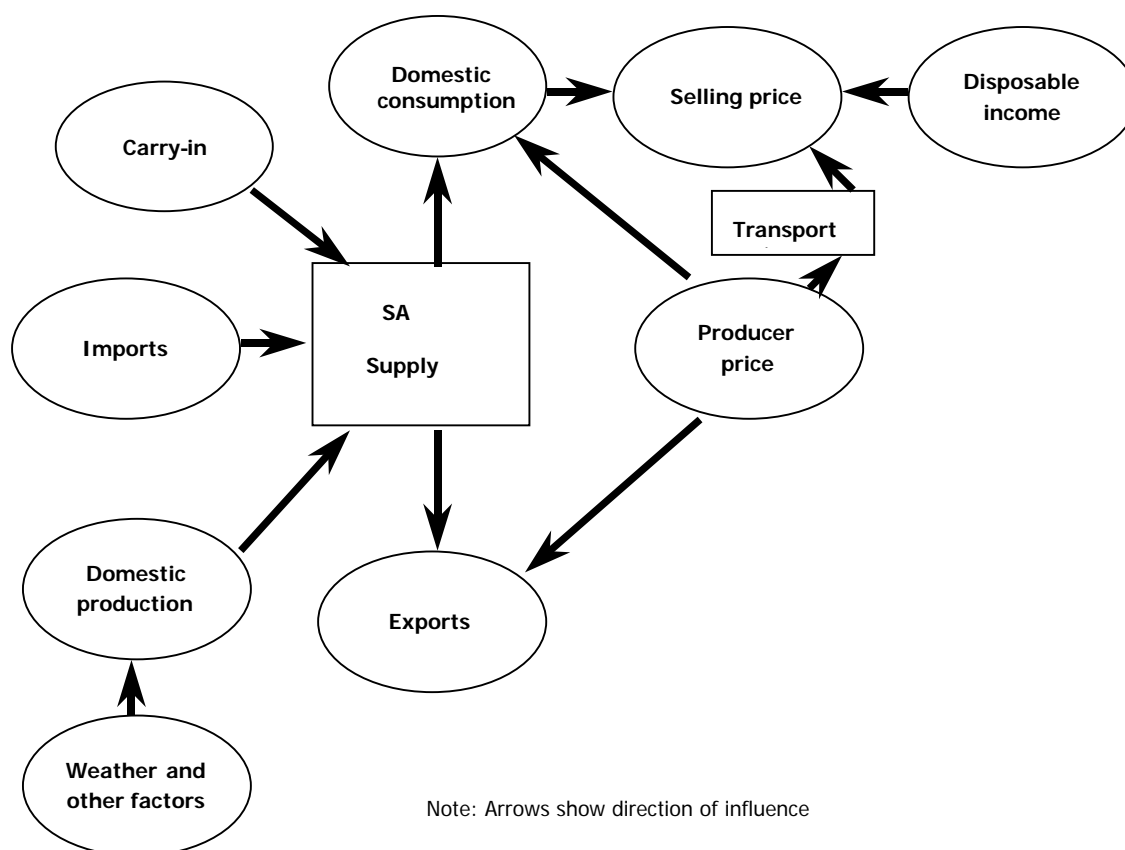 Domestic
consumption
Selling price
Disposable
income
Carry-in
Transport
SA
Supply
Imports
Producer
price
Domestic
production
Exports
Weather and
other factors
Note: Arrows show direction of influence